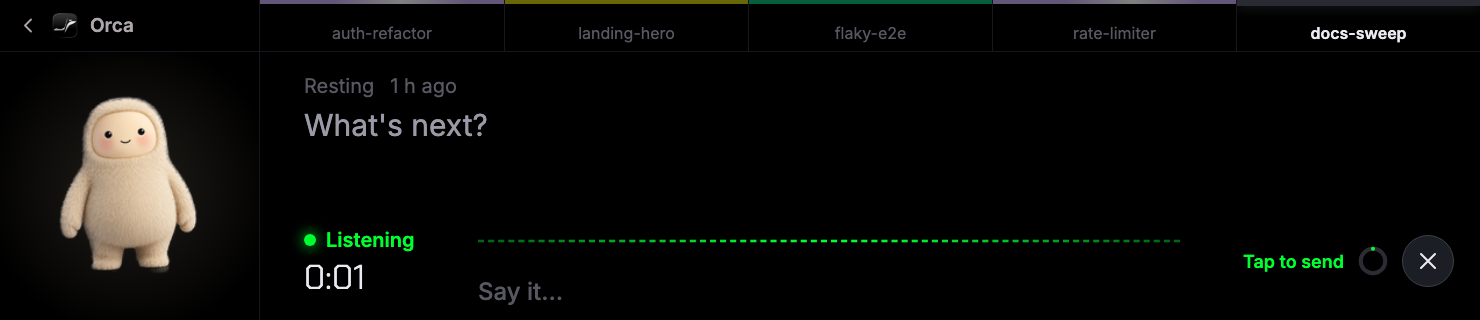 Orca
auth-refactor
landing-hero
flaky-e2e
rate-limiter
docs-sweep
Resting 1 h ago
What's next?
Listening
0:01
Say it...
Tap to send